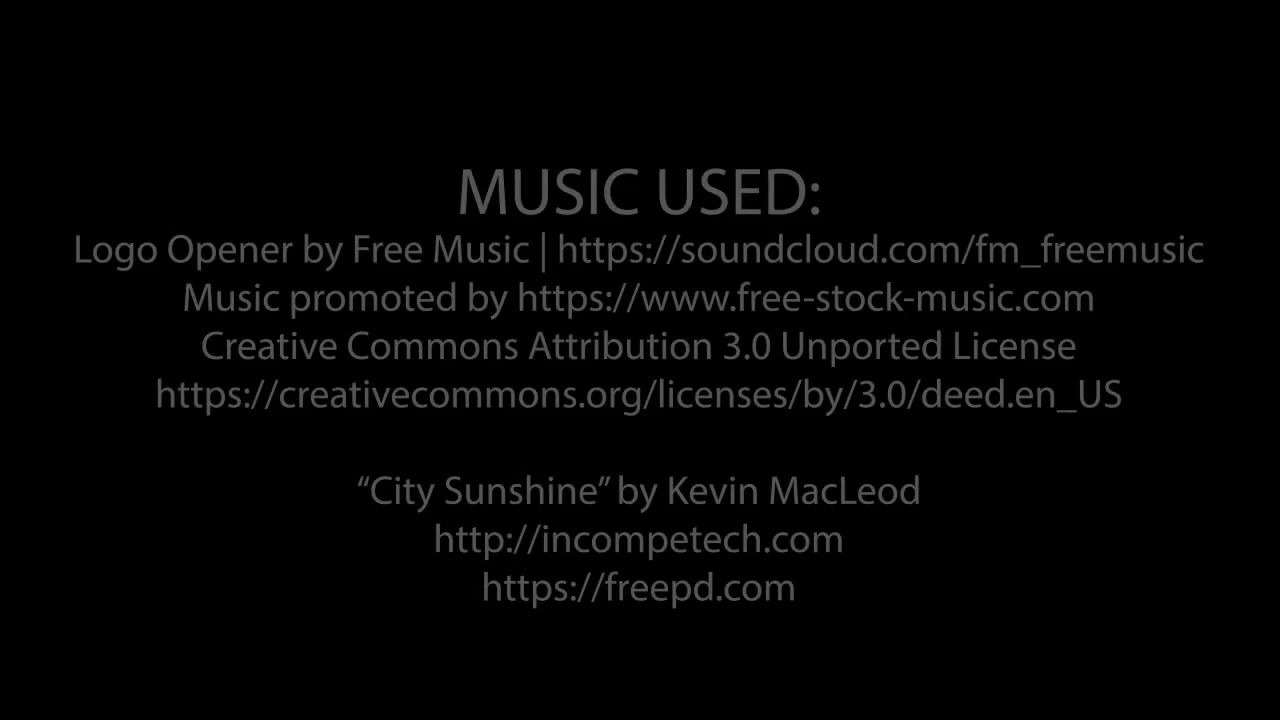 MUSIC USED:
Logo Opener by Free Music | https://soundcloud.com/fm_freemusic
Music promoted by https://www.free-stock-music.com
Creative Commons Attribution 3.0 Unported License
https://creativecommons.org/licenses/by/3.0/deed.en_US
“City Sunshine” by Kevin MacLeod
http://incompetech.com
https://freepd.com